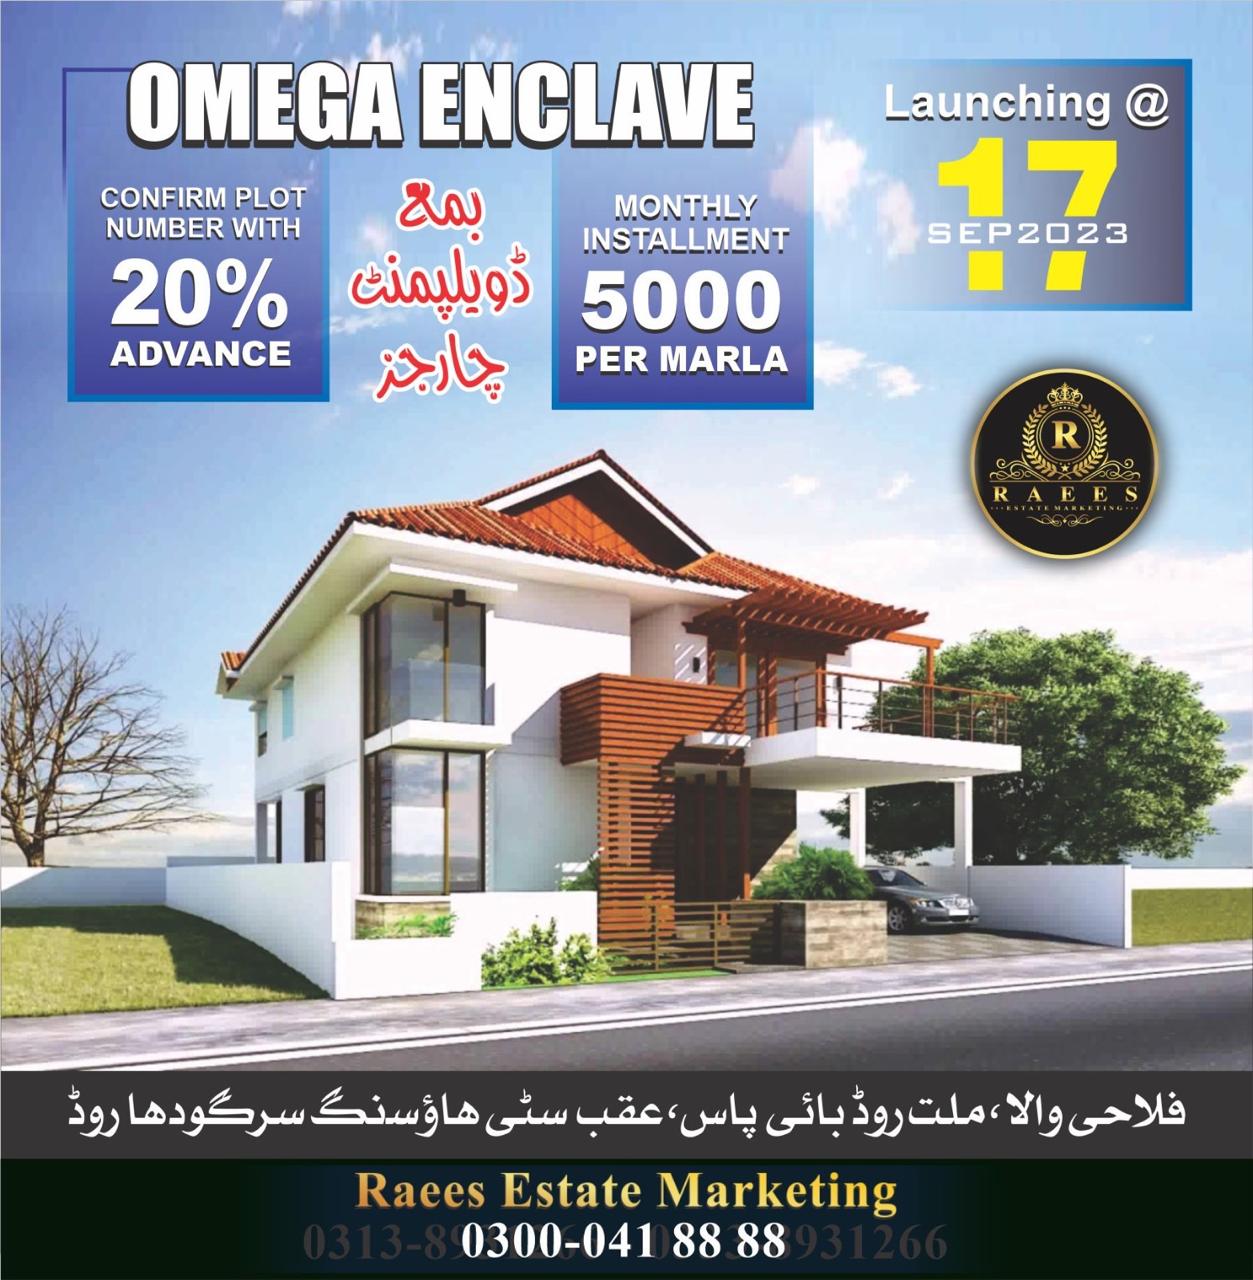 OMEGA ENCLAVE
CONFIRM PLOT
NUMBER WITH
20%
ADVANCE
بمع
ڈویلپمنٹ
چارجز
MONTHLY
INSTALLMENT
5000
PER MARLA
Launching @
17
SEP2023
R
RAEES
ESTATE MARKETING
فلاحی والا، ملت روڈ بائی پاس، عقب سٹی ھاؤسنگ سرگودھا روڈ
Raees Estate Marketing
0300-041 88 88